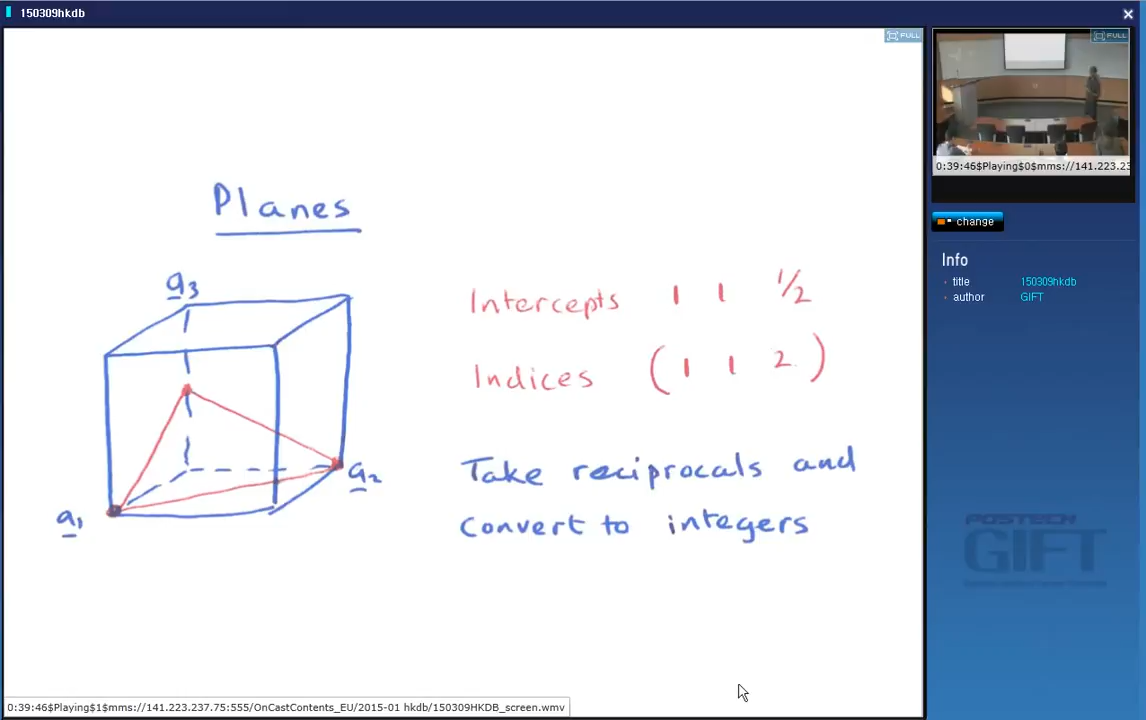 150309hkdb
FULL
FULL
Planes
a3
Intercepts 1 1 1/2
Indices (1 1 2)
a2
a1
Take reciprocals and
convert to integers
0:39:46$Playing$0$mms://141.223.23
change
Info
title 150309hkdb
author GIFT
POSTECH
GIFT
0:39:46$Playing$1$mms://141.223.237.75:555/OnCastContents_EU/2015-01 hkdb/150309HKDB_screen.wmv